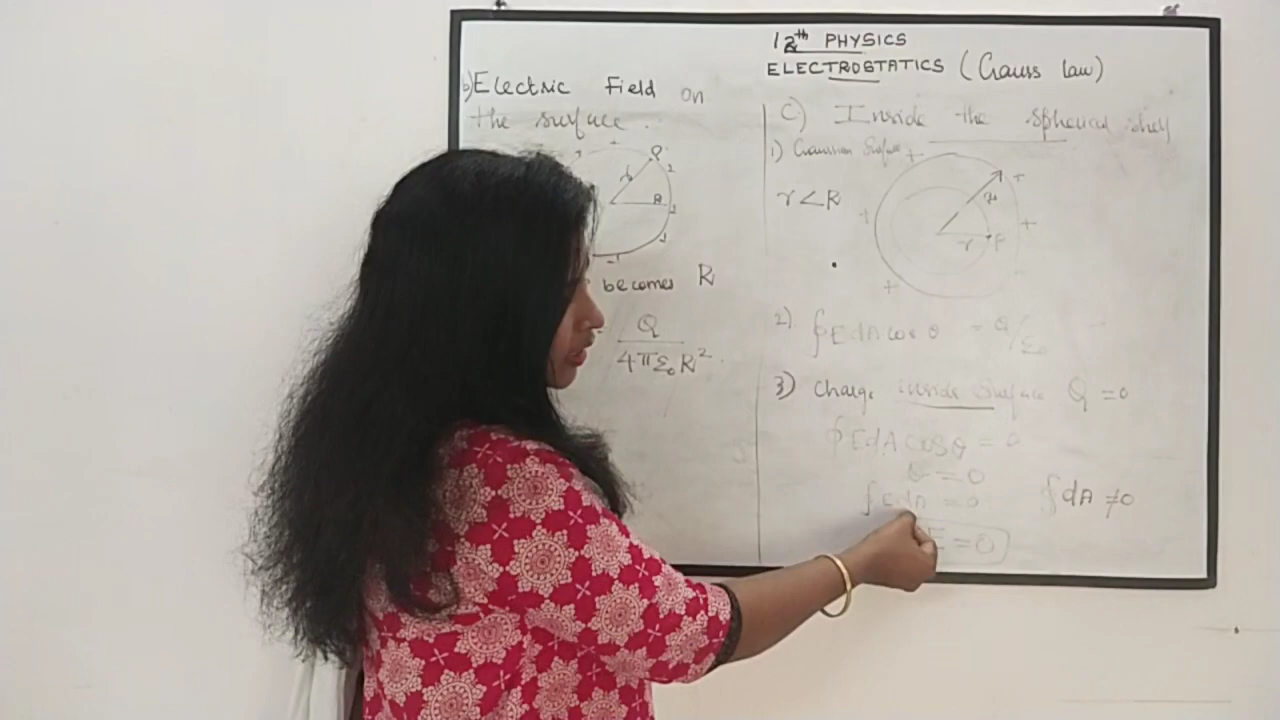 12th PHYSICS
ELECTROSTATICS (Gauss law)
b) Electric Field on
the surface.
becomes R
Q
4πε₀R².
C) Inside the spherical shell
1) Gaussian Surface
r<R
r P
2) ∮E dA cos θ = Q/ε₀
3) Charge inside surface Q = 0
∮E dA cos θ = 0
θ = 0
∮E dA = 0 ∮dA ≠ 0
E = 0